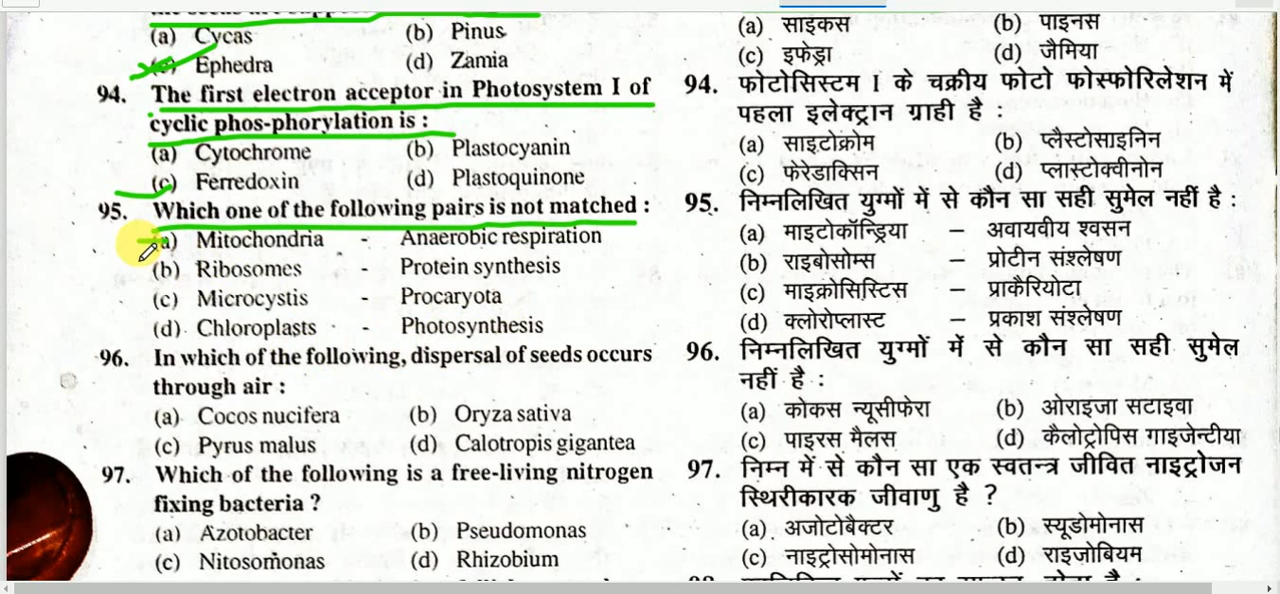 (a) Cycas (b) Pinus
Ephedra (d) Zamia
94. The first electron acceptor in Photosystem I of
cyclic phos-phorylation is :
(a) Cytochrome (b) Plastocyanin
(c) Ferredoxin (d) Plastoquinone
95. Which one of the following pairs is not matched :
a) Mitochondria - Anaerobic respiration
(b) Ribosomes - Protein synthesis
(c) Microcystis - Procaryota
(d) Chloroplasts - Photosynthesis
96. In which of the following, dispersal of seeds occurs
through air :
(a) Cocos nucifera (b) Oryza sativa
(c) Pyrus malus (d) Calotropis gigantea
97. Which of the following is a free-living nitrogen
fixing bacteria ?
(a) Azotobacter (b) Pseudomonas
(c) Nitosomonas (d) Rhizobium
(a) साइकस (b) पाइनस
(c) इफेड्रा (d) जैमिया
94. फोटोसिस्टम I के चक्रीय फोटो फोस्फोरिलेशन में
पहला इलेक्ट्रान ग्राही है :
(a) साइटोक्रोम (b) प्लैस्टोसाइनिन
(c) फेरेडाक्सिन (d) प्लास्टोक्वीनोन
95. निम्नलिखित युग्मों में से कौन सा सही सुमेल नहीं है :
(a) माइटोकॉन्ड्रिया – अवायवीय श्वसन
(b) राइबोसोम्स – प्रोटीन संश्लेषण
(c) माइक्रोसिस्टिस – प्राकैरियोटा
(d) क्लोरोप्लास्ट – प्रकाश संश्लेषण
96. निम्नलिखित युग्मों में से कौन सा सही सुमेल
नहीं है :
(a) कोकस न्यूसीफेरा (b) ओराइजा सटाइवा
(c) पाइरस मैलस (d) कैलोट्रोपिस गाइजेन्टीया
97. निम्न में से कौन सा एक स्वतन्त्र जीवित नाइट्रोजन
स्थिरीकारक जीवाणु है ?
(a) अजोटोबैक्टर (b) स्यूडोमोनास
(c) नाइट्रोसोमोनास (d) राइजोबियम